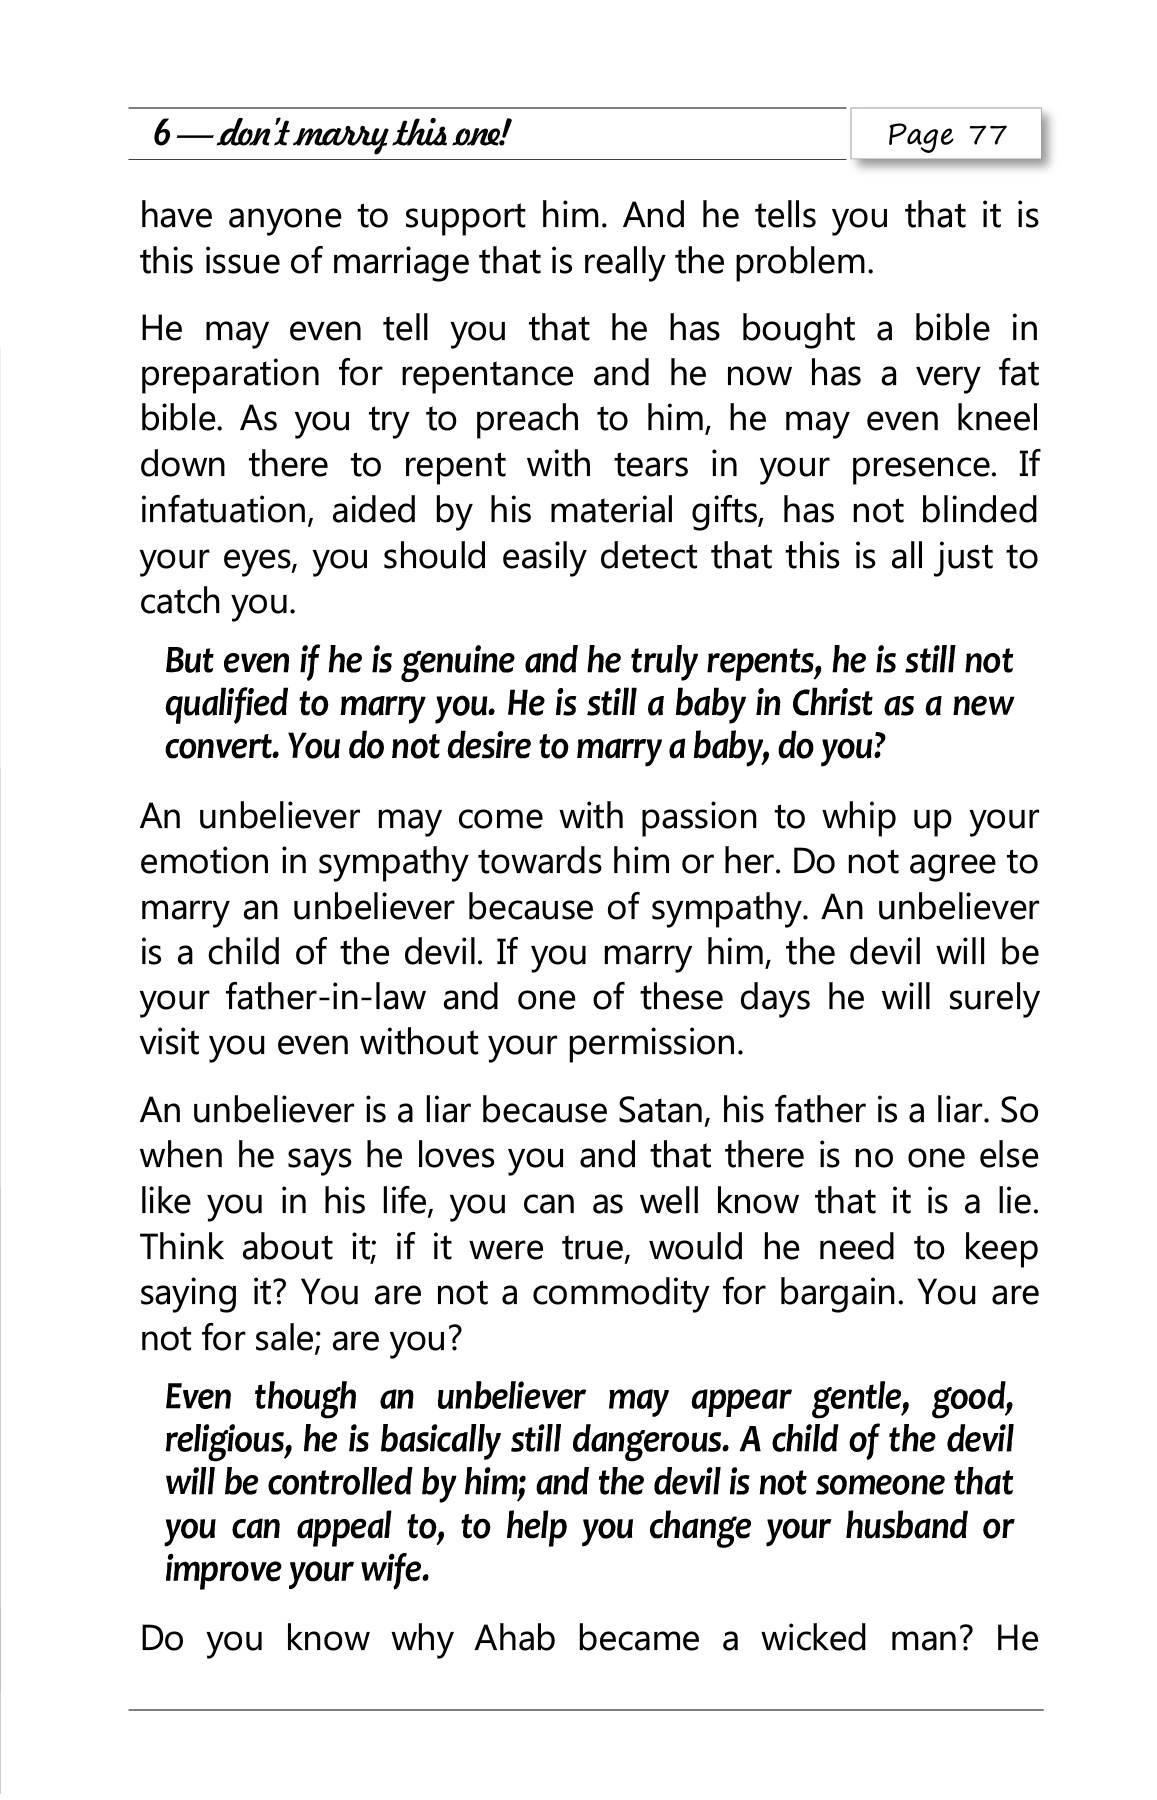 6 — don't marry this one!
Page 77
have anyone to support him. And he tells you that it is
this issue of marriage that is really the problem.
He may even tell you that he has bought a bible in
preparation for repentance and he now has a very fat
bible. As you try to preach to him, he may even kneel
down there to repent with tears in your presence. If
infatuation, aided by his material gifts, has not blinded
your eyes, you should easily detect that this is all just to
catch you.
But even if he is genuine and he truly repents, he is still not
qualified to marry you. He is still a baby in Christ as a new
convert. You do not desire to marry a baby, do you?
An unbeliever may come with passion to whip up your
emotion in sympathy towards him or her. Do not agree to
marry an unbeliever because of sympathy. An unbeliever
is a child of the devil. If you marry him, the devil will be
your father-in-law and one of these days he will surely
visit you even without your permission.
An unbeliever is a liar because Satan, his father is a liar. So
when he says he loves you and that there is no one else
like you in his life, you can as well know that it is a lie.
Think about it; if it were true, would he need to keep
saying it? You are not a commodity for bargain. You are
not for sale; are you?
Even though an unbeliever may appear gentle, good,
religious, he is basically still dangerous. A child of the devil
will be controlled by him; and the devil is not someone that
you can appeal to, to help you change your husband or
improve your wife.
Do you know why Ahab became a wicked man? He